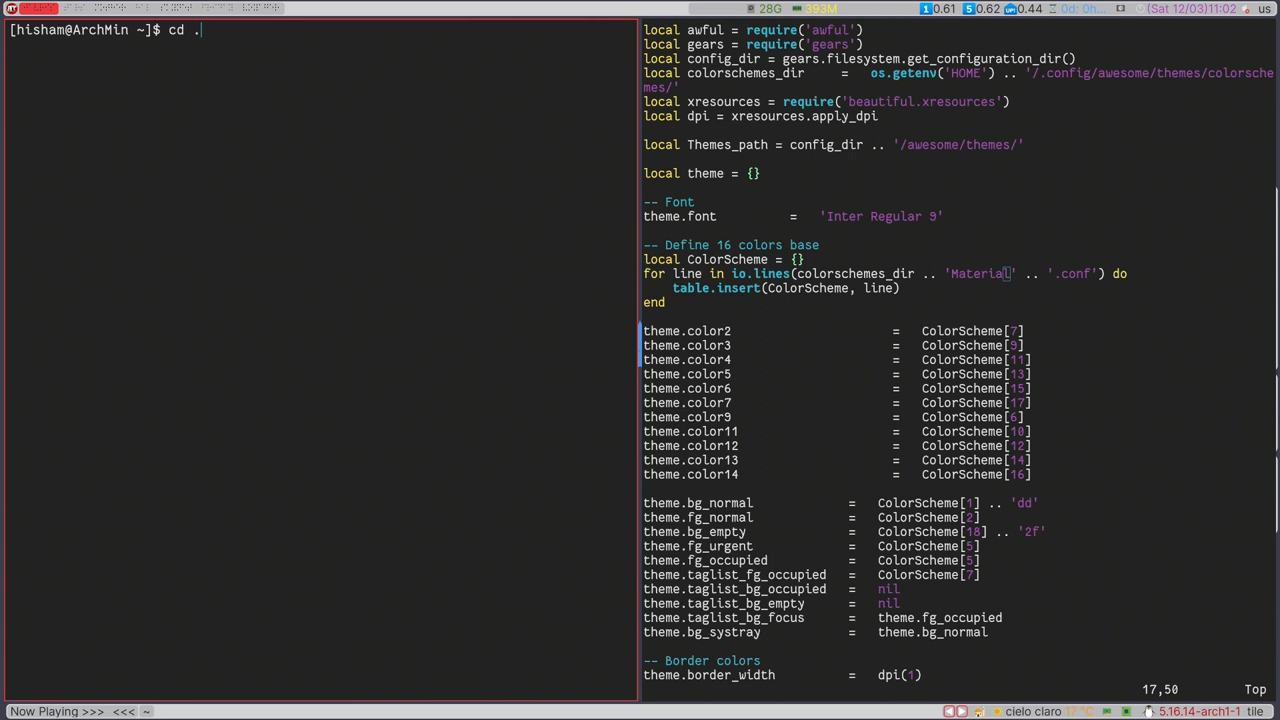 28G 393M 1 0.61 5 0.62 UP! 0.44 0d: 0h... (Sat 12/03)11:02 us
[hisham@ArchMin ~]$ cd .
local awful = require('awful')
local gears = require('gears')
local config_dir = gears.filesystem.get_configuration_dir()
local colorschemes_dir     =   os.getenv('HOME') .. '/.config/awesome/themes/colorsche
mes/'
local xresources = require('beautiful.xresources')
local dpi = xresources.apply_dpi
local Themes_path = config_dir .. '/awesome/themes/'
local theme = {}
-- Font
theme.font          =   'Inter Regular 9'
-- Define 16 colors base
local ColorScheme = {}
for line in io.lines(colorschemes_dir .. 'Material' .. '.conf') do
    table.insert(ColorScheme, line)
end
theme.color2                      =   ColorScheme[7]
theme.color3                      =   ColorScheme[9]
theme.color4                      =   ColorScheme[11]
theme.color5                      =   ColorScheme[13]
theme.color6                      =   ColorScheme[15]
theme.color7                      =   ColorScheme[17]
theme.color9                      =   ColorScheme[6]
theme.color11                     =   ColorScheme[10]
theme.color12                     =   ColorScheme[12]
theme.color13                     =   ColorScheme[14]
theme.color14                     =   ColorScheme[16]
theme.bg_normal             =   ColorScheme[1] .. 'dd'
theme.fg_normal             =   ColorScheme[2]
theme.bg_empty              =   ColorScheme[18] .. '2f'
theme.fg_urgent             =   ColorScheme[5]
theme.fg_occupied           =   ColorScheme[5]
theme.taglist_fg_occupied   =   ColorScheme[7]
theme.taglist_bg_occupied   =   nil
theme.taglist_bg_empty      =   nil
theme.taglist_bg_focus      =   theme.fg_occupied
theme.bg_systray            =   theme.bg_normal
-- Border colors
theme.border_width          =   dpi(1)
17,50         Top
Now Playing >>> <<< ~ cielo claro 17 °C 5.16.14-arch1-1 tile